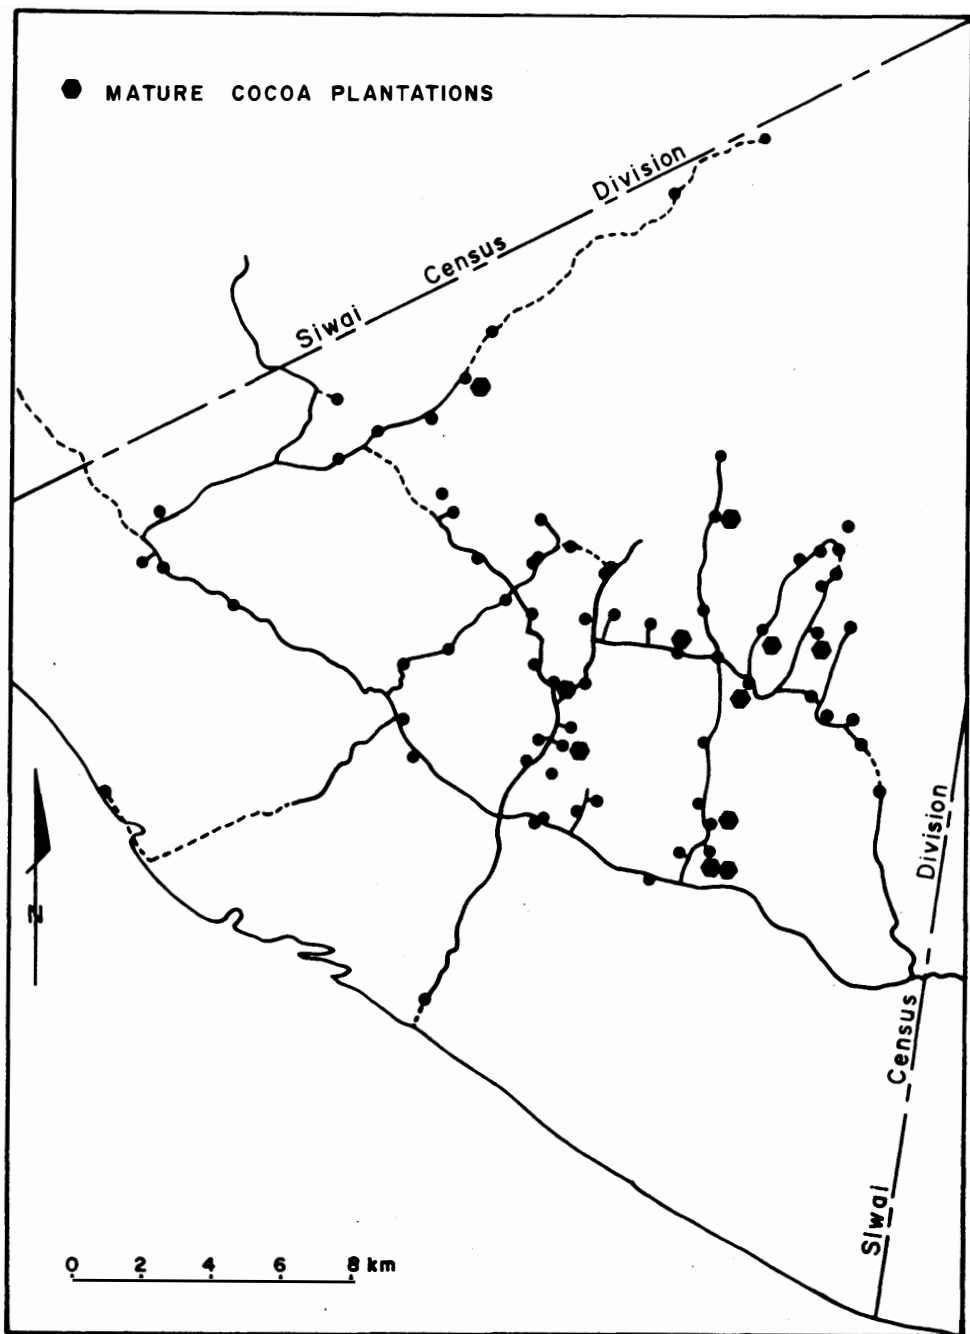 MATURE COCOA PLANTATIONS
Siwai Census Division
N
Siwai Census Division
0 2 4 6 8 km